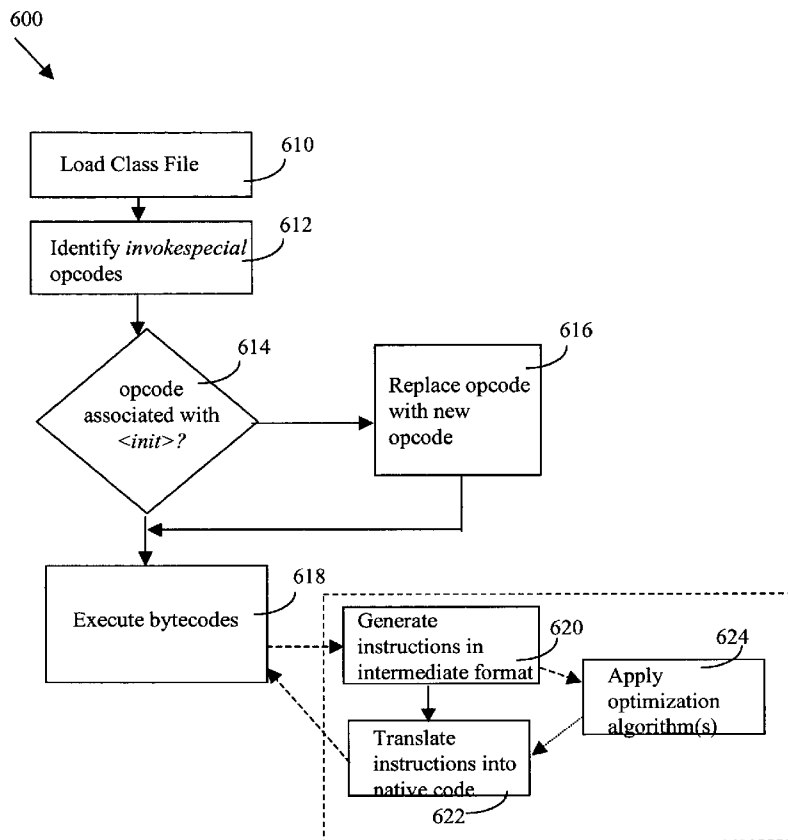 600
Load Class File
610
Identify invokespecial
opcodes
612
opcode
associated with
<init>?
614
Replace opcode
with new
opcode
616
Execute bytecodes
618
Generate
instructions in
intermediate format
620
Apply
optimization
algorithm(s)
624
Translate
instructions into
native code
622